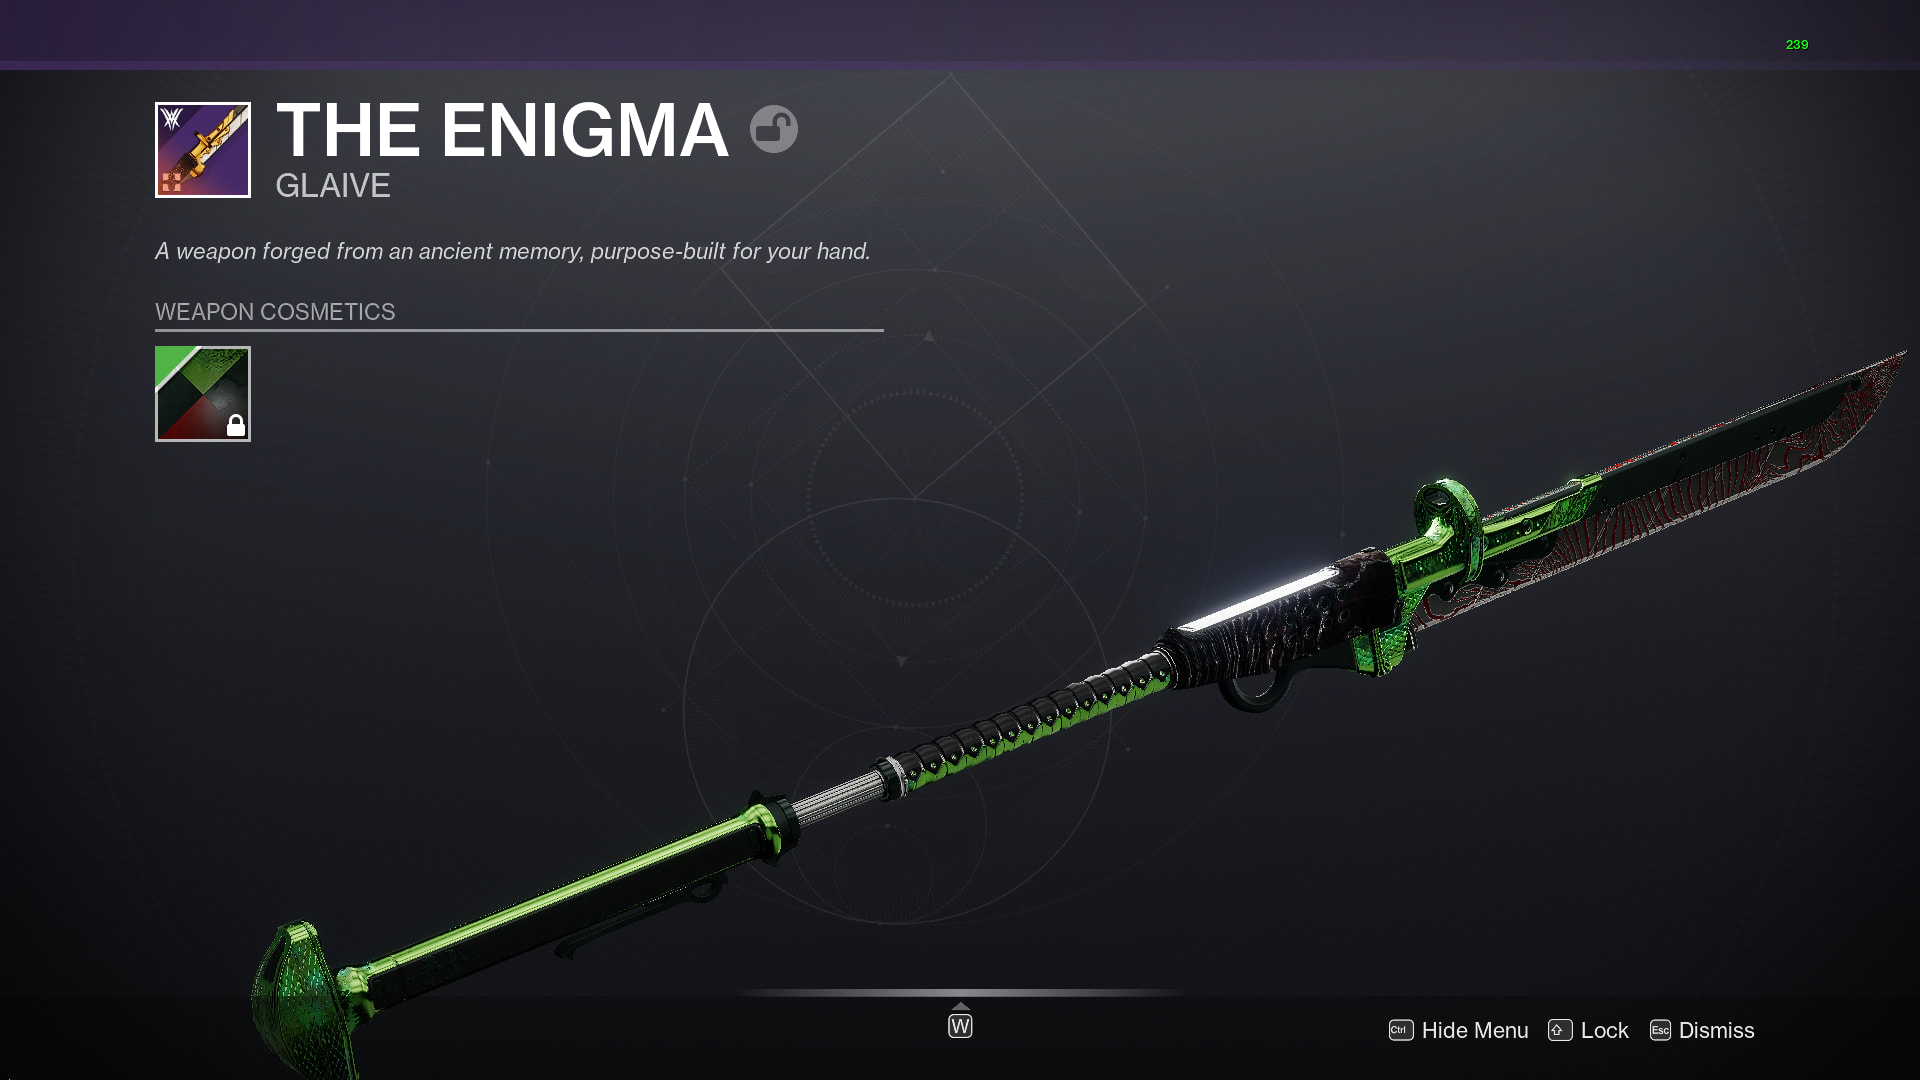 239
THE ENIGMA
GLAIVE
A weapon forged from an ancient memory, purpose-built for your hand.
WEAPON COSMETICS
W
Ctrl Hide Menu Lock Esc Dismiss